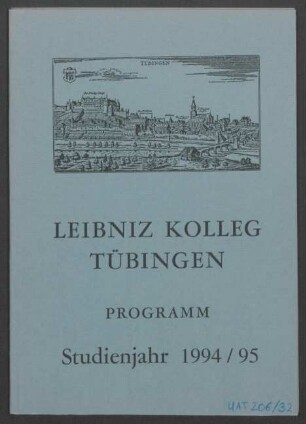 TÜBINGEN
LEIBNIZ KOLLEG
TÜBINGEN
PROGRAMM
Studienjahr 1994/95
UAT 206/32